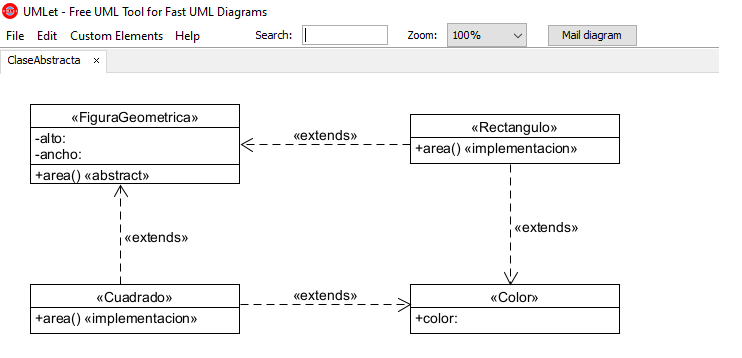 UMLet - Free UML Tool for Fast UML Diagrams
File Edit Custom Elements Help Search: Zoom: 100% Mail diagram
ClaseAbstracta ×
«FiguraGeometrica»
-alto:
-ancho:
+area() «abstract»
«extends»
«Rectangulo»
+area() «implementacion»
«extends»
«extends»
«Cuadrado»
+area() «implementacion»
«extends»
«Color»
+color: